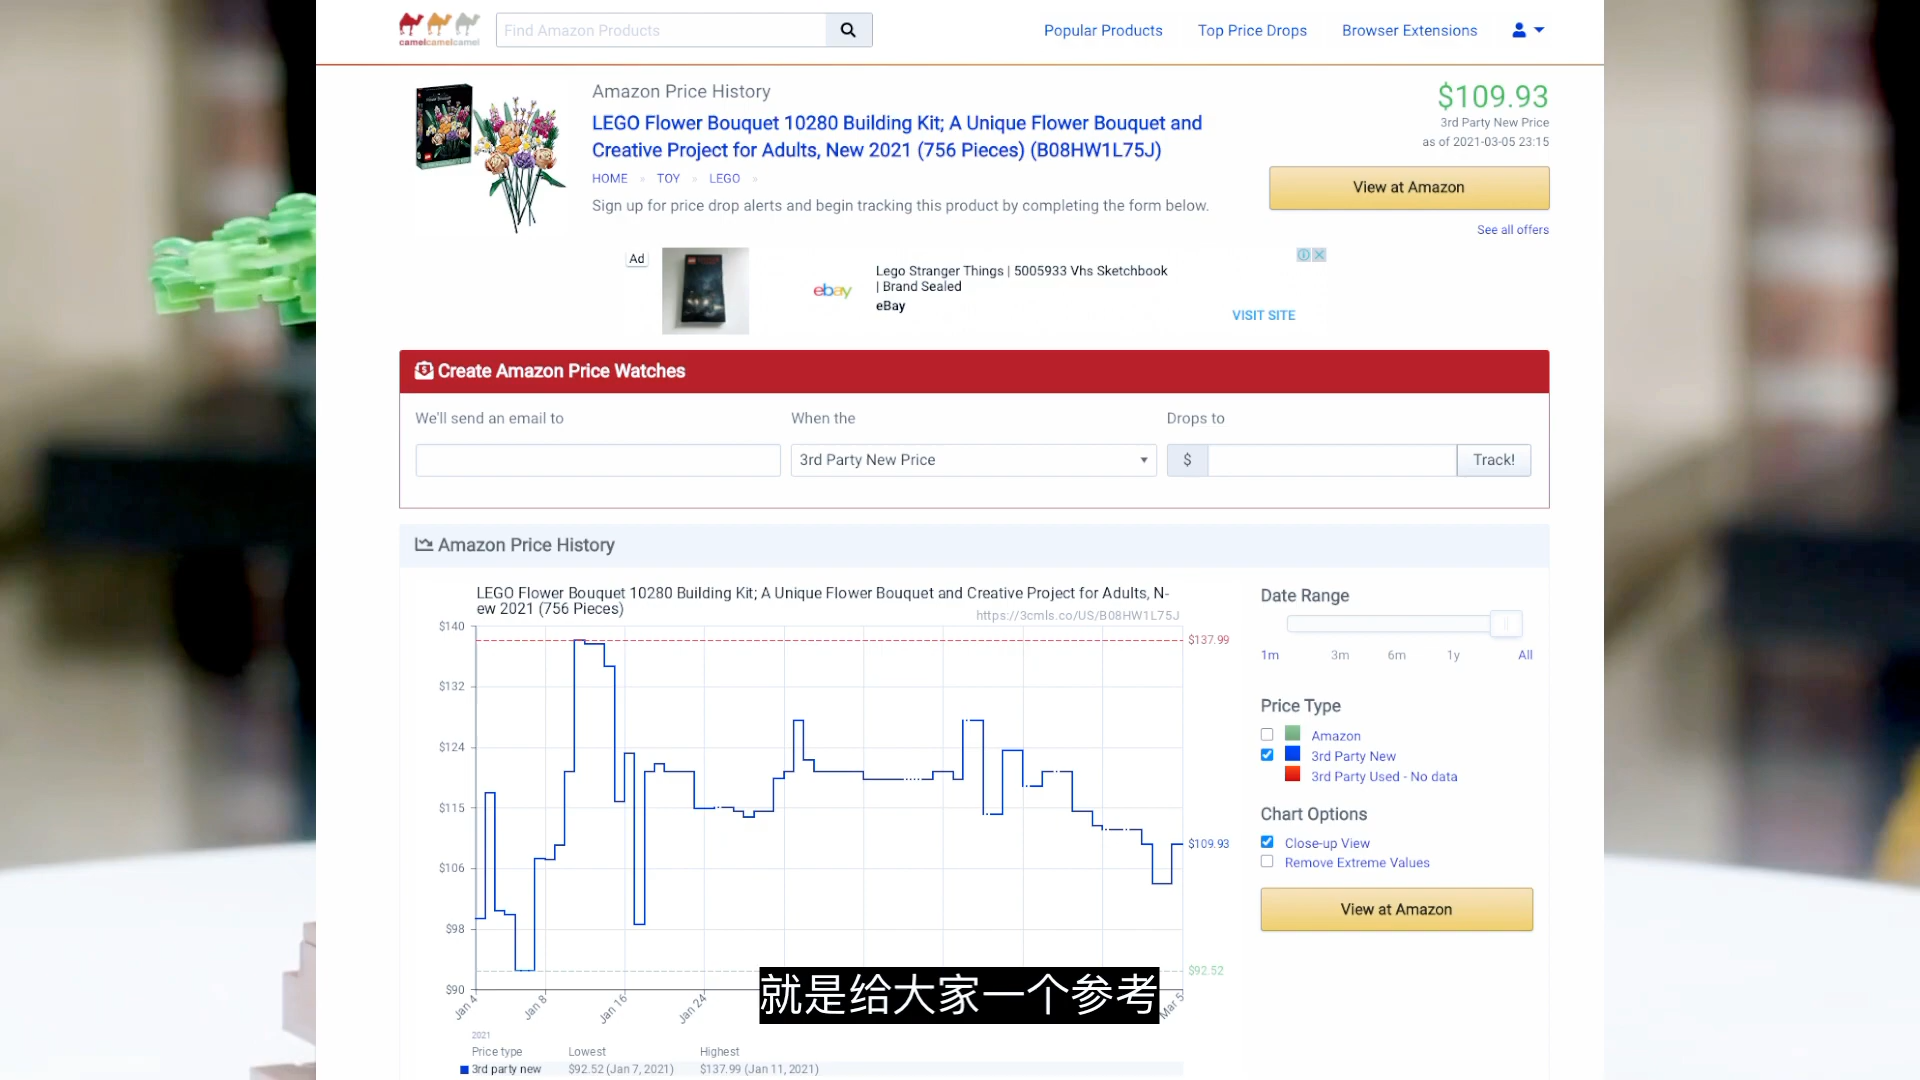 camelcamelcamel
Find Amazon Products
Popular Products
Top Price Drops
Browser Extensions
Amazon Price History
LEGO Flower Bouquet 10280 Building Kit; A Unique Flower Bouquet and
Creative Project for Adults, New 2021 (756 Pieces) (B08HW1L75J)
HOME » TOY » LEGO »
Sign up for price drop alerts and begin tracking this product by completing the form below.
$109.93
3rd Party New Price
as of 2021-03-05 23:15
View at Amazon
See all offers
Ad
ebay
Lego Stranger Things | 5005933 Vhs Sketchbook
| Brand Sealed
eBay
VISIT SITE
Create Amazon Price Watches
We'll send an email to
When the
Drops to
3rd Party New Price
$
Track!
Amazon Price History
LEGO Flower Bouquet 10280 Building Kit; A Unique Flower Bouquet and Creative Project for Adults, N-
ew 2021 (756 Pieces)
https://3cmls.co/US/B08HW1L75J
$140
$132
$124
$115
$106
$98
$90
$137.99
$109.93
$92.52
Jan 4
Jan 8
Jan 16
Jan 24
Mar 5
2021
Price type Lowest Highest
3rd party new $92.52 (Jan 7, 2021) $137.99 (Jan 11, 2021)
Date Range
1m 3m 6m 1y All
Price Type
Amazon
3rd Party New
3rd Party Used - No data
Chart Options
Close-up View
Remove Extreme Values
View at Amazon
就是给大家一个参考